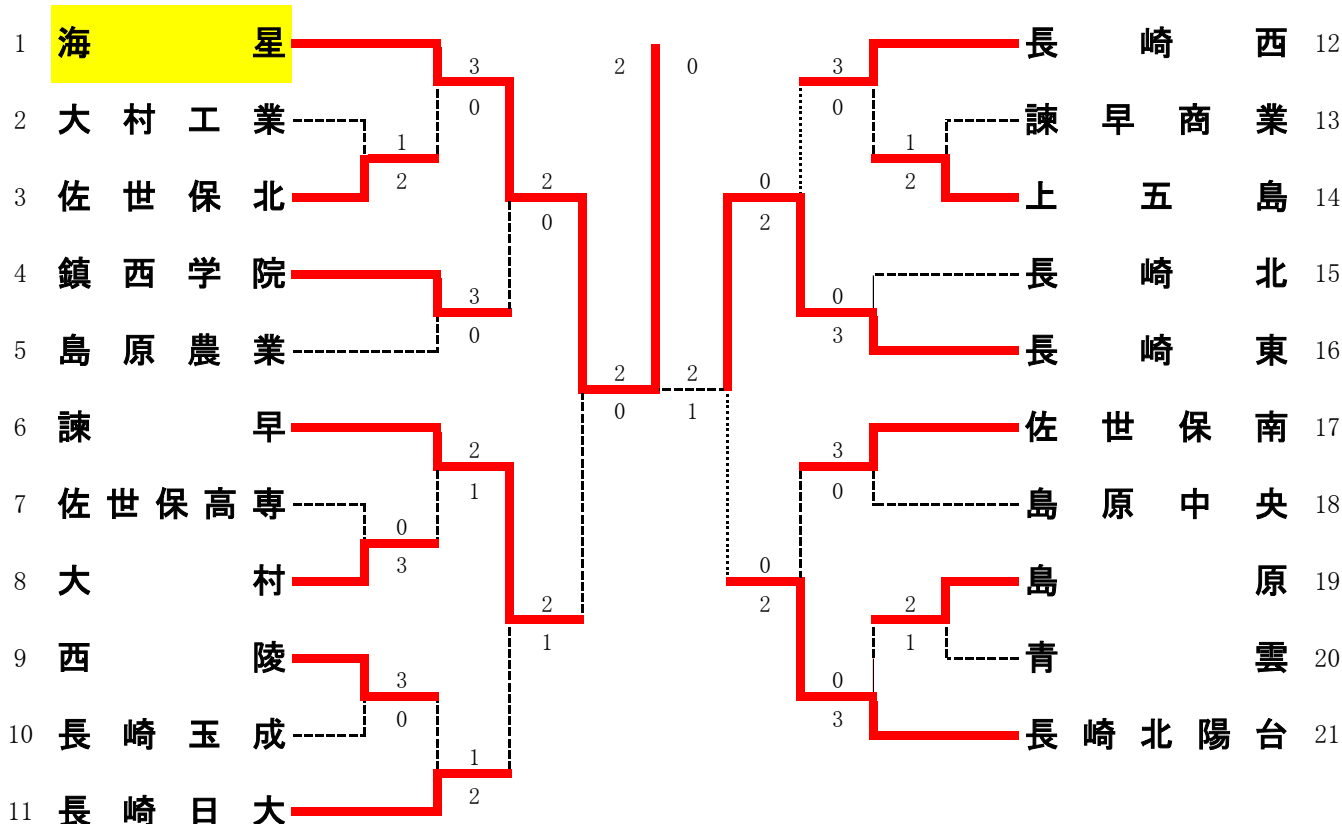 1 海星
3
0
2 大村工業
1
2
3 佐世保北
2
0
4 鎮西学院
3
0
5 島原農業
2
0
6 諫早
2
1
7 佐世保高専
0
3
8 大村
2
1
9 西陵
3
0
10 長崎玉成
1
2
11 長崎日大
2 0
2
1
長崎西 12
3
0
諫早商業 13
1
2
上五島 14
0
2
長崎北 15
0
3
長崎東 16
佐世保南 17
3
0
島原中央 18
0
2
島原 19
2
1
青雲 20
0
3
長崎北陽台 21